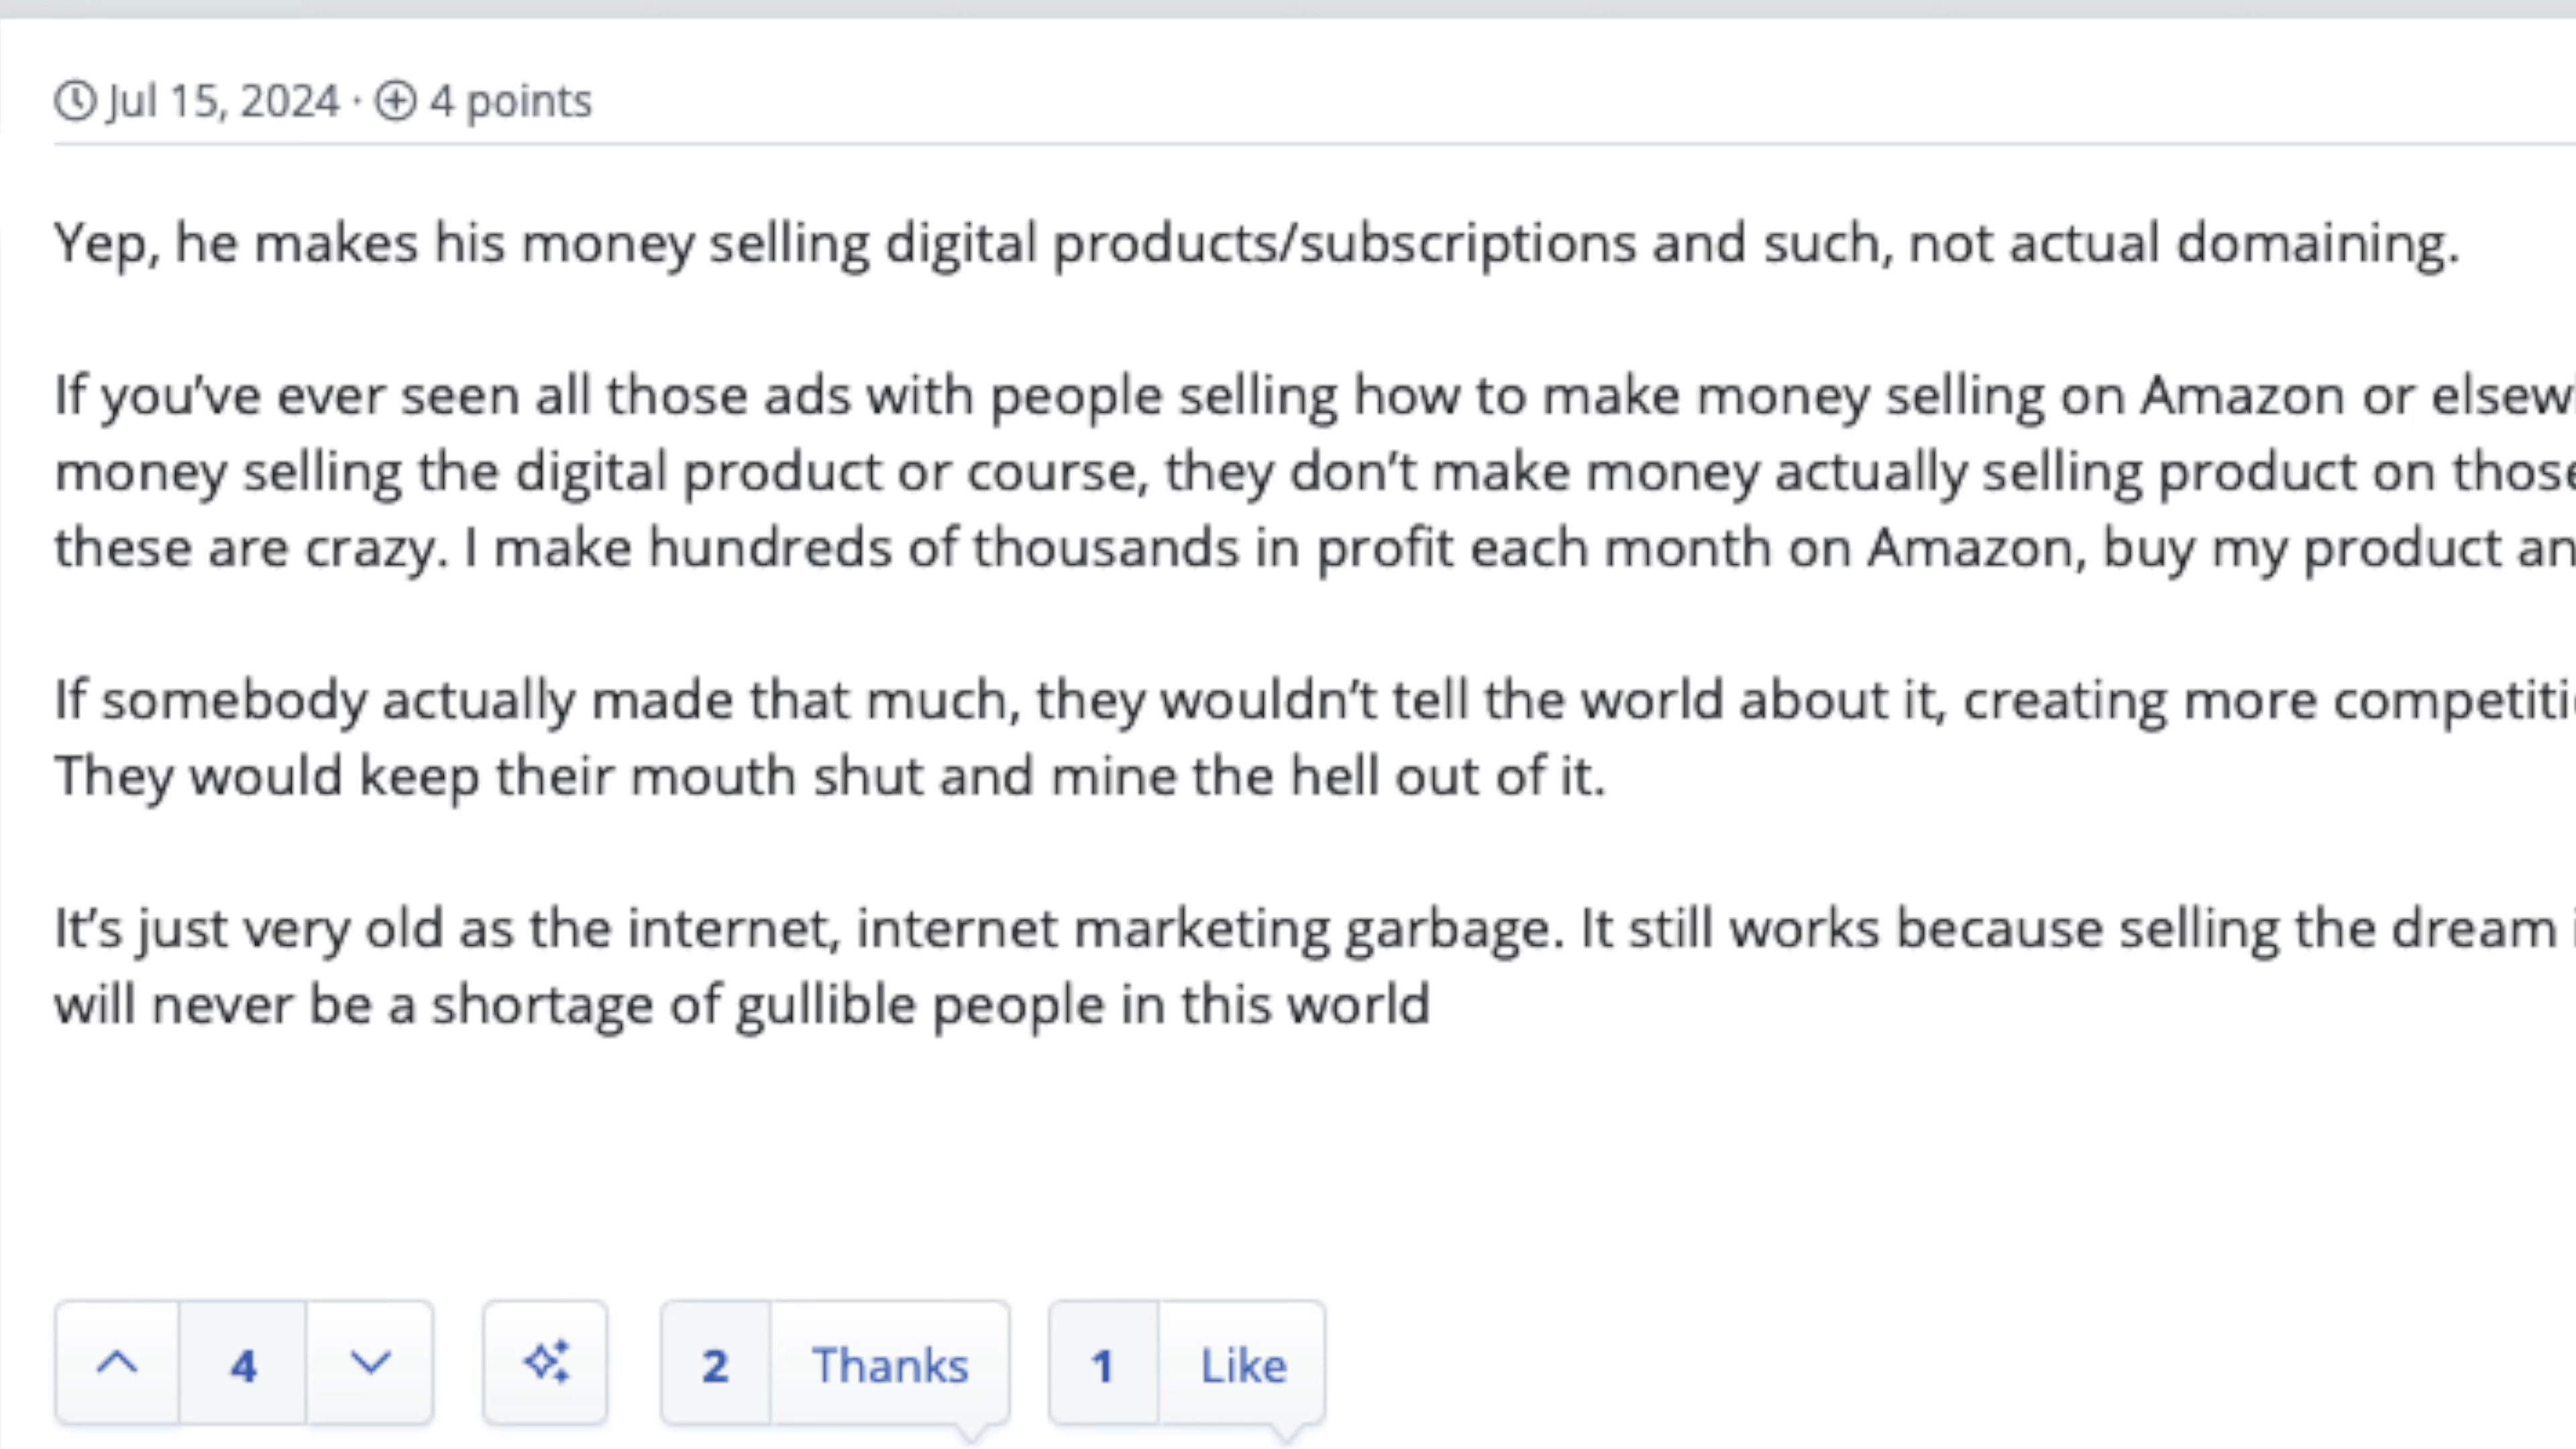 Jul 15, 2024 · 4 points
Yep, he makes his money selling digital products/subscriptions and such, not actual domaining.
If you’ve ever seen all those ads with people selling how to make money selling on Amazon or
money selling the digital product or course, they don’t make money actually selling product on
these are crazy. I make hundreds of thousands in profit each month on Amazon, buy my product
If somebody actually made that much, they wouldn’t tell the world about it, creating more
They would keep their mouth shut and mine the hell out of it.
It’s just very old as the internet, internet marketing garbage. It still works because selling the dream
will never be a shortage of gullible people in this world
4 2 Thanks 1 Like